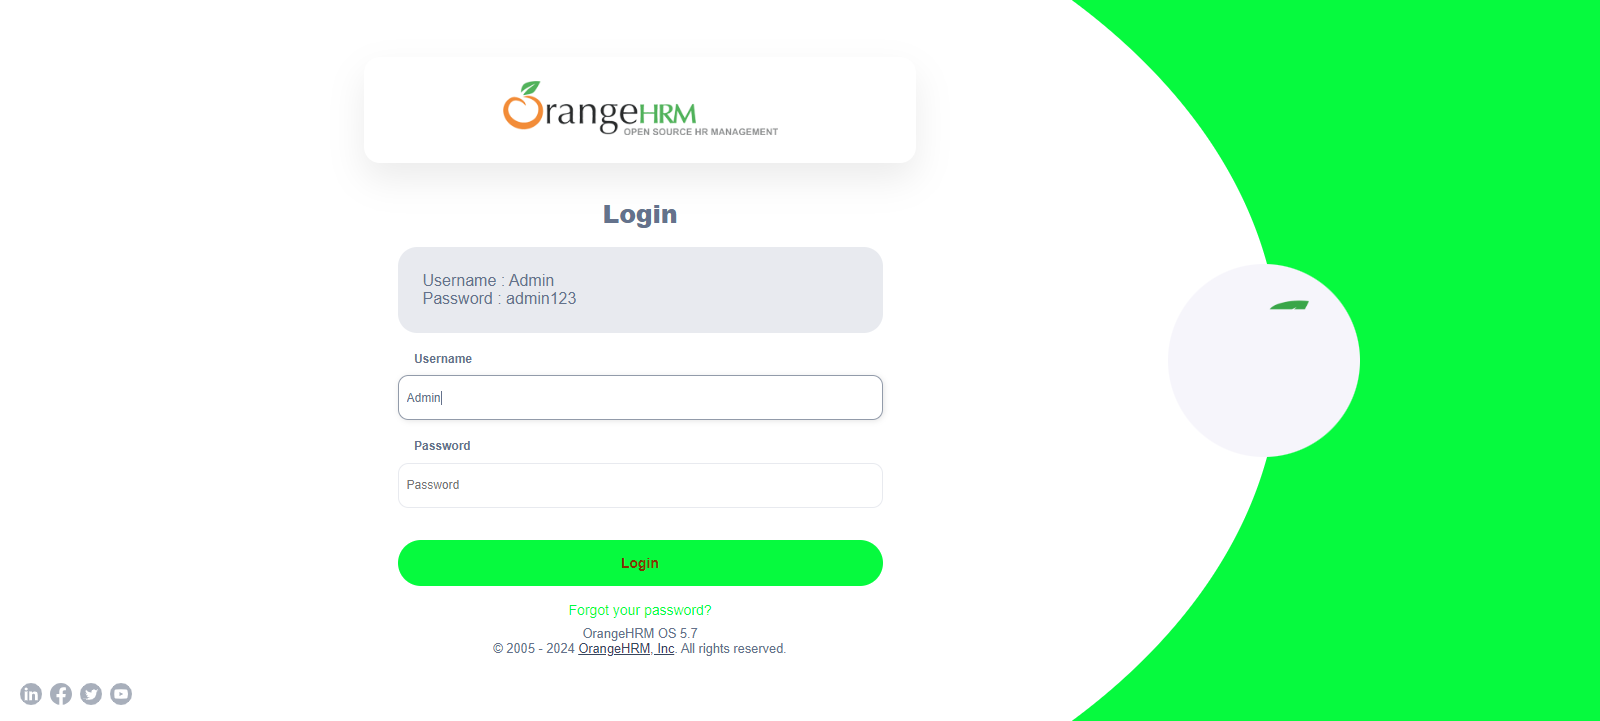 OrangeHRM
OPEN SOURCE HR MANAGEMENT
Login
Username : Admin
Password : admin123
Username
Admin
Password
Password
Login
Forgot your password?
OrangeHRM OS 5.7
© 2005 - 2024 OrangeHRM, Inc. All rights reserved.